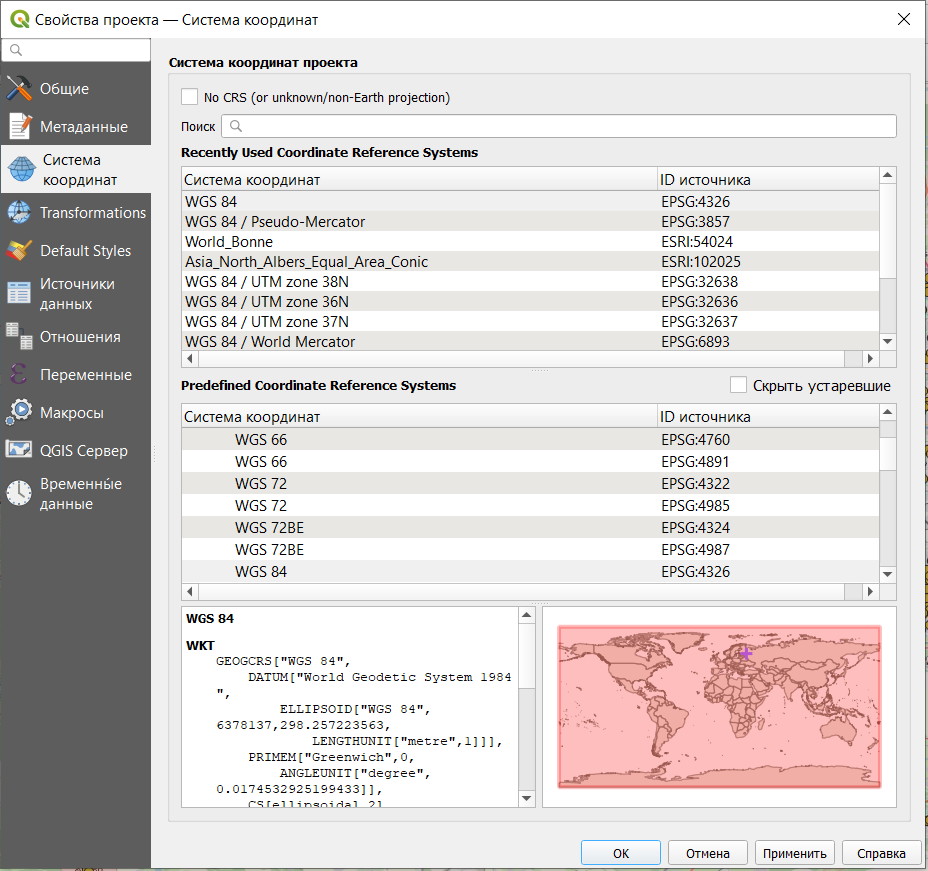 Свойства проекта — Система координат
Общие
Метаданные
Система
координат
Transformations
Default Styles
Источники
данных
Отношения
Переменные
Макросы
QGIS Сервер
Временны́е
данные
Система координат проекта
No CRS (or unknown/non-Earth projection)
Поиск
Recently Used Coordinate Reference Systems
Система координат ID источника
WGS 84 EPSG:4326
WGS 84 / Pseudo-Mercator EPSG:3857
World_Bonne ESRI:54024
Asia_North_Albers_Equal_Area_Conic ESRI:102025
WGS 84 / UTM zone 38N EPSG:32638
WGS 84 / UTM zone 36N EPSG:32636
WGS 84 / UTM zone 37N EPSG:32637
WGS 84 / World Mercator EPSG:6893
Predefined Coordinate Reference Systems Скрыть устаревшие
Система координат ID источника
WGS 66 EPSG:4760
WGS 66 EPSG:4891
WGS 72 EPSG:4322
WGS 72 EPSG:4985
WGS 72BE EPSG:4324
WGS 72BE EPSG:4987
WGS 84 EPSG:4326
WGS 84
WKT
GEOGCRS["WGS 84",
DATUM["World Geodetic System 1984
",
ELLIPSOID["WGS 84",
6378137,298.257223563,
LENGTHUNIT["metre",1]]],
PRIMEM["Greenwich",0,
ANGLEUNIT["degree",
0.0174532925199433]],
CS[ellipsoidal,2],
OK Отмена Применить Справка